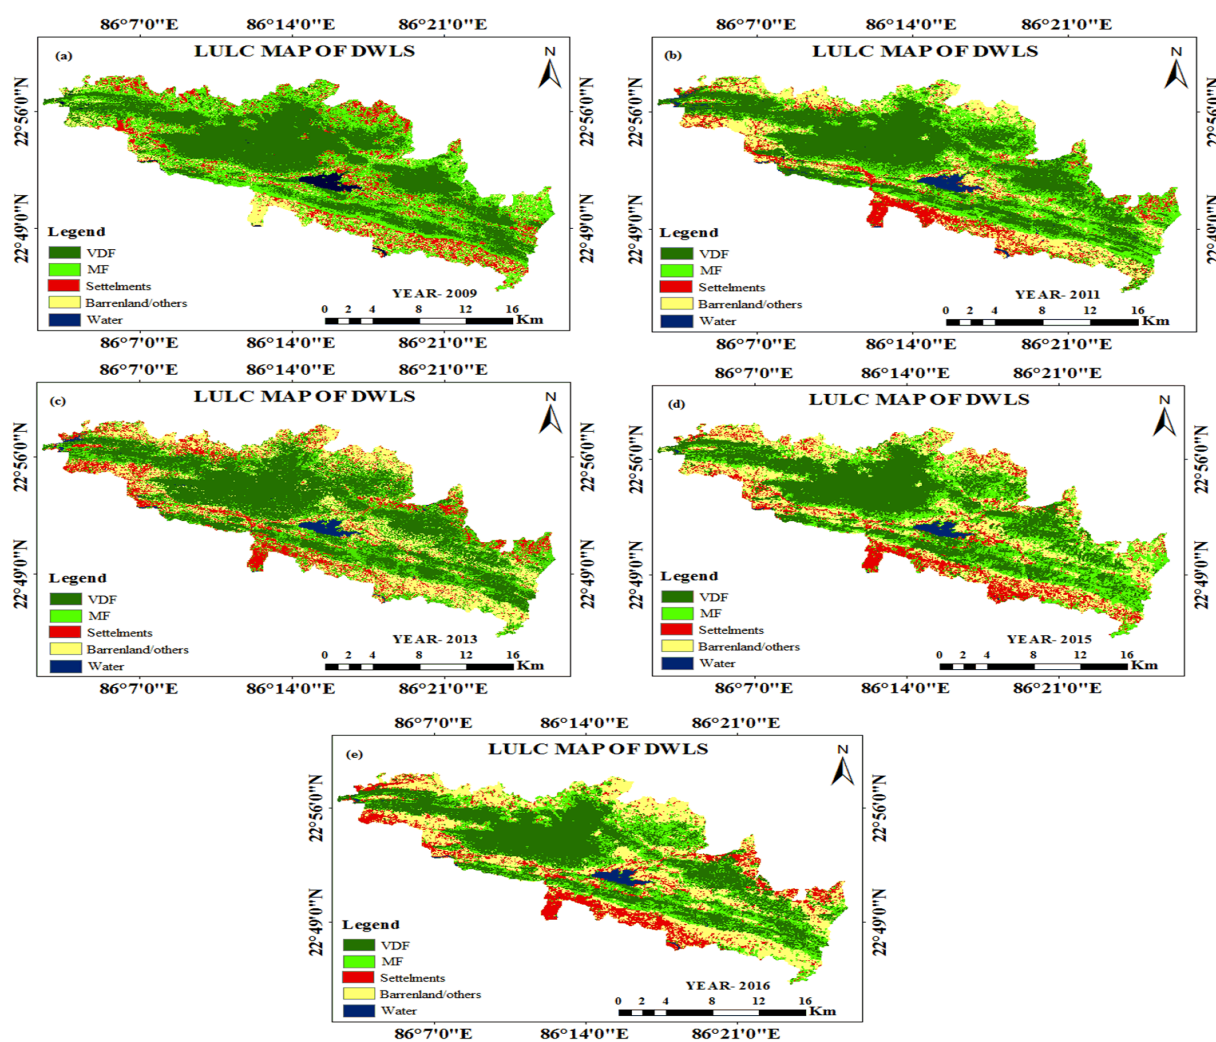 86°7'0"E 86°14'0"E 86°21'0"E 86°7'0"E 86°14'0"E 86°21'0"E
(a) LULC MAP OF DWLS N
22°56'0"N 22°56'0"N
22°49'0"N 22°49'0"N
Legend
VDF
MF
Settelments
Barrenland/others
Water
YEAR- 2009
0 2 4 8 12 16
Km
(b) LULC MAP OF DWLS N
22°56'0"N
22°49'0"N
Legend
VDF
MF
Settelments
Barrenland/others
Water
YEAR- 2011
0 2 4 8 12 16
Km
86°7'0"E 86°14'0"E 86°21'0"E 86°7'0"E 86°14'0"E 86°21'0"E
86°7'0"E 86°14'0"E 86°21'0"E
(c) LULC MAP OF DWLS N
22°56'0"N 22°56'0"N
22°49'0"N 22°49'0"N
Legend
VDF
MF
Settelments
Barrenland/others
Water
YEAR- 2013
0 2 4 8 12 16
Km
86°7'0"E 86°14'0"E 86°21'0"E
(d) LULC MAP OF DWLS N
22°56'0"N 22°56'0"N
22°49'0"N 22°49'0"N
Legend
VDF
MF
Settelments
Barrenland/others
Water
YEAR- 2015
0 2 4 8 12 16
Km
86°7'0"E 86°14'0"E 86°21'0"E
86°7'0"E 86°14'0"E 86°21'0"E
(e) LULC MAP OF DWLS N
22°56'0"N 22°56'0"N
22°49'0"N 22°49'0"N
Legend
VDF
MF
Settelments
Barrenland/others
Water
YEAR- 2016
0 2 4 8 12 16
Km
86°7'0"E 86°14'0"E 86°21'0"E